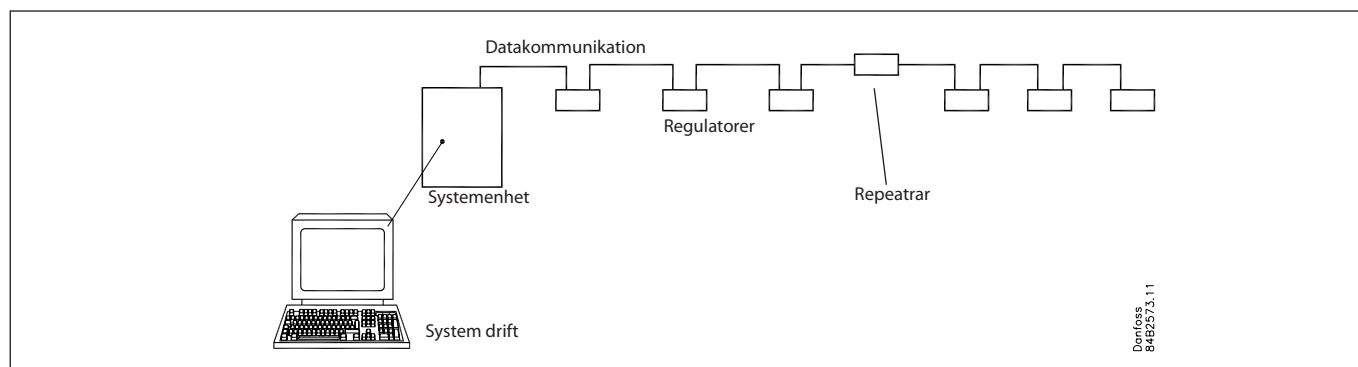 Datakommunikation
Regulatorer
Repeatrar
Systemenhet
System drift
Danfoss
84B2573.11